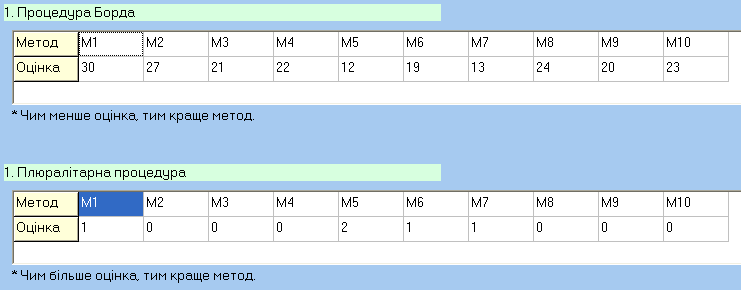 1. Процедура Борда
Метод M1 M2 M3 M4 M5 M6 M7 M8 M9 M10
Оцінка 30 27 21 22 12 19 13 24 20 23
* Чим менше оцінка, тим краще метод.
1. Плюралітарна процедура
Метод M1 M2 M3 M4 M5 M6 M7 M8 M9 M10
Оцінка 1 0 0 0 2 1 1 0 0 0
* Чим більше оцінка, тим краще метод.